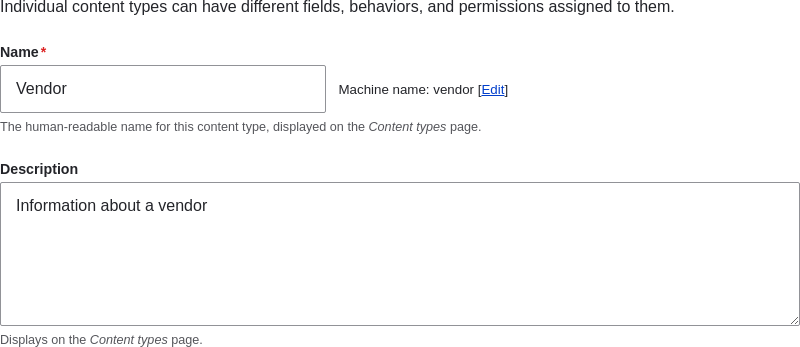 Individual content types can have different fields, behaviors, and permissions assigned to them.
Name*
Vendor
Machine name: vendor [Edit]
The human-readable name for this content type, displayed on the Content types page.
Description
Information about a vendor
Displays on the Content types page.